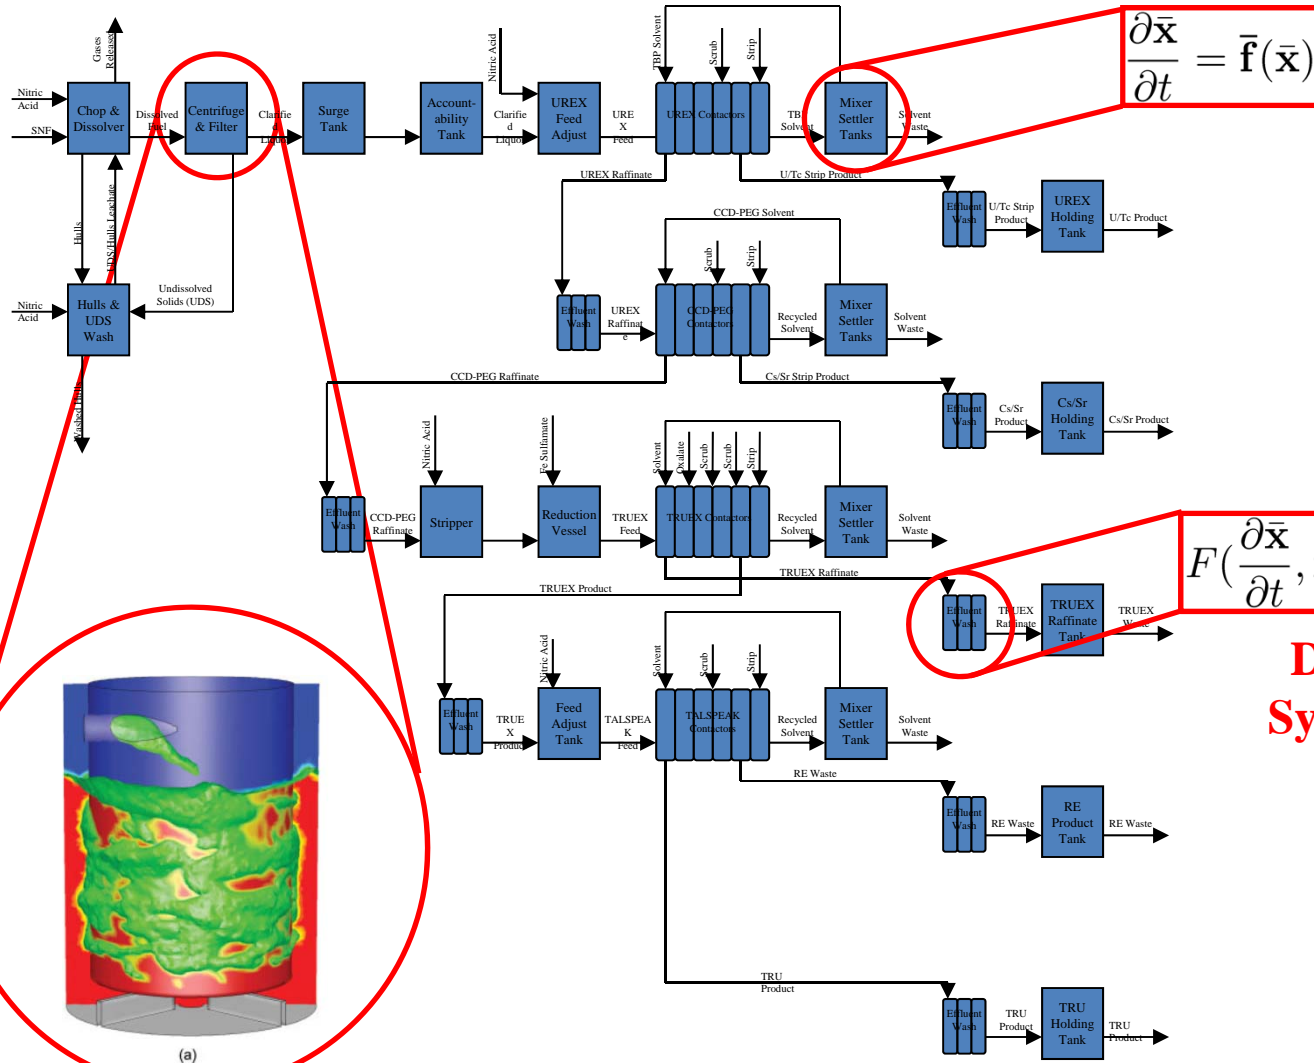 Gases
Released
Nitric
Acid
SNF
Chop &
Dissolver
Dissolved
Fuel
Centrifuge
& Filter
Clarifie
d
Liquor
Surge
Tank
Account-
ability
Tank
Clarifie
d
Liquor
Nitric Acid
UREX
Feed
Adjust
URE
X
Feed
TBP Solvent
Scrub
Strip
UREX Contactors
TBP
Solvent
Mixer
Settler
Tanks
Solvent
Waste
∂x̄/∂t = f̄(x̄)
UREX Raffinate
U/Tc Strip Product
Effluent
Wash
U/Tc Strip
Product
UREX
Holding
Tank
U/Tc Product
Hulls
UDS/Hulls Leachate
Undissolved
Solids (UDS)
Nitric
Acid
Hulls &
UDS
Wash
Washed Hulls
CCD-PEG Solvent
Scrub
Strip
Effluent
Wash
UREX
Raffinat
e
CCD-PEG
Contactors
Recycled
Solvent
Mixer
Settler
Tanks
Solvent
Waste
CCD-PEG Raffinate
Cs/Sr Strip Product
Effluent
Wash
Cs/Sr
Product
Cs/Sr
Holding
Tank
Cs/Sr Product
Nitric Acid
Fe Sulfamate
Solvent
Oxalate
Scrub
Scrub
Strip
Effluent
Wash
CCD-PEG
Raffinate
Stripper
Reduction
Vessel
TRUEX
Feed
TRUEX Contactors
Recycled
Solvent
Mixer
Settler
Tank
Solvent
Waste
F(∂x̄/∂t,
TRUEX Raffinate
TRUEX Product
Effluent
Wash
TRUEX
Raffinate
TRUEX
Raffinate
Tank
TRUEX
Waste
D
Sy
Nitric Acid
Solvent
Scrub
Strip
Effluent
Wash
TRUE
X
Product
Feed
Adjust
Tank
TALSPEA
K Feed
TALSPEAK
Contactors
Recycled
Solvent
Mixer
Settler
Tank
Solvent
Waste
RE Waste
Effluent
Wash
RE Waste
RE
Product
Tank
RE Waste
TRU
Product
Effluent
Wash
TRU
Product
TRU
Holding
Tank
TRU
Product
(a)